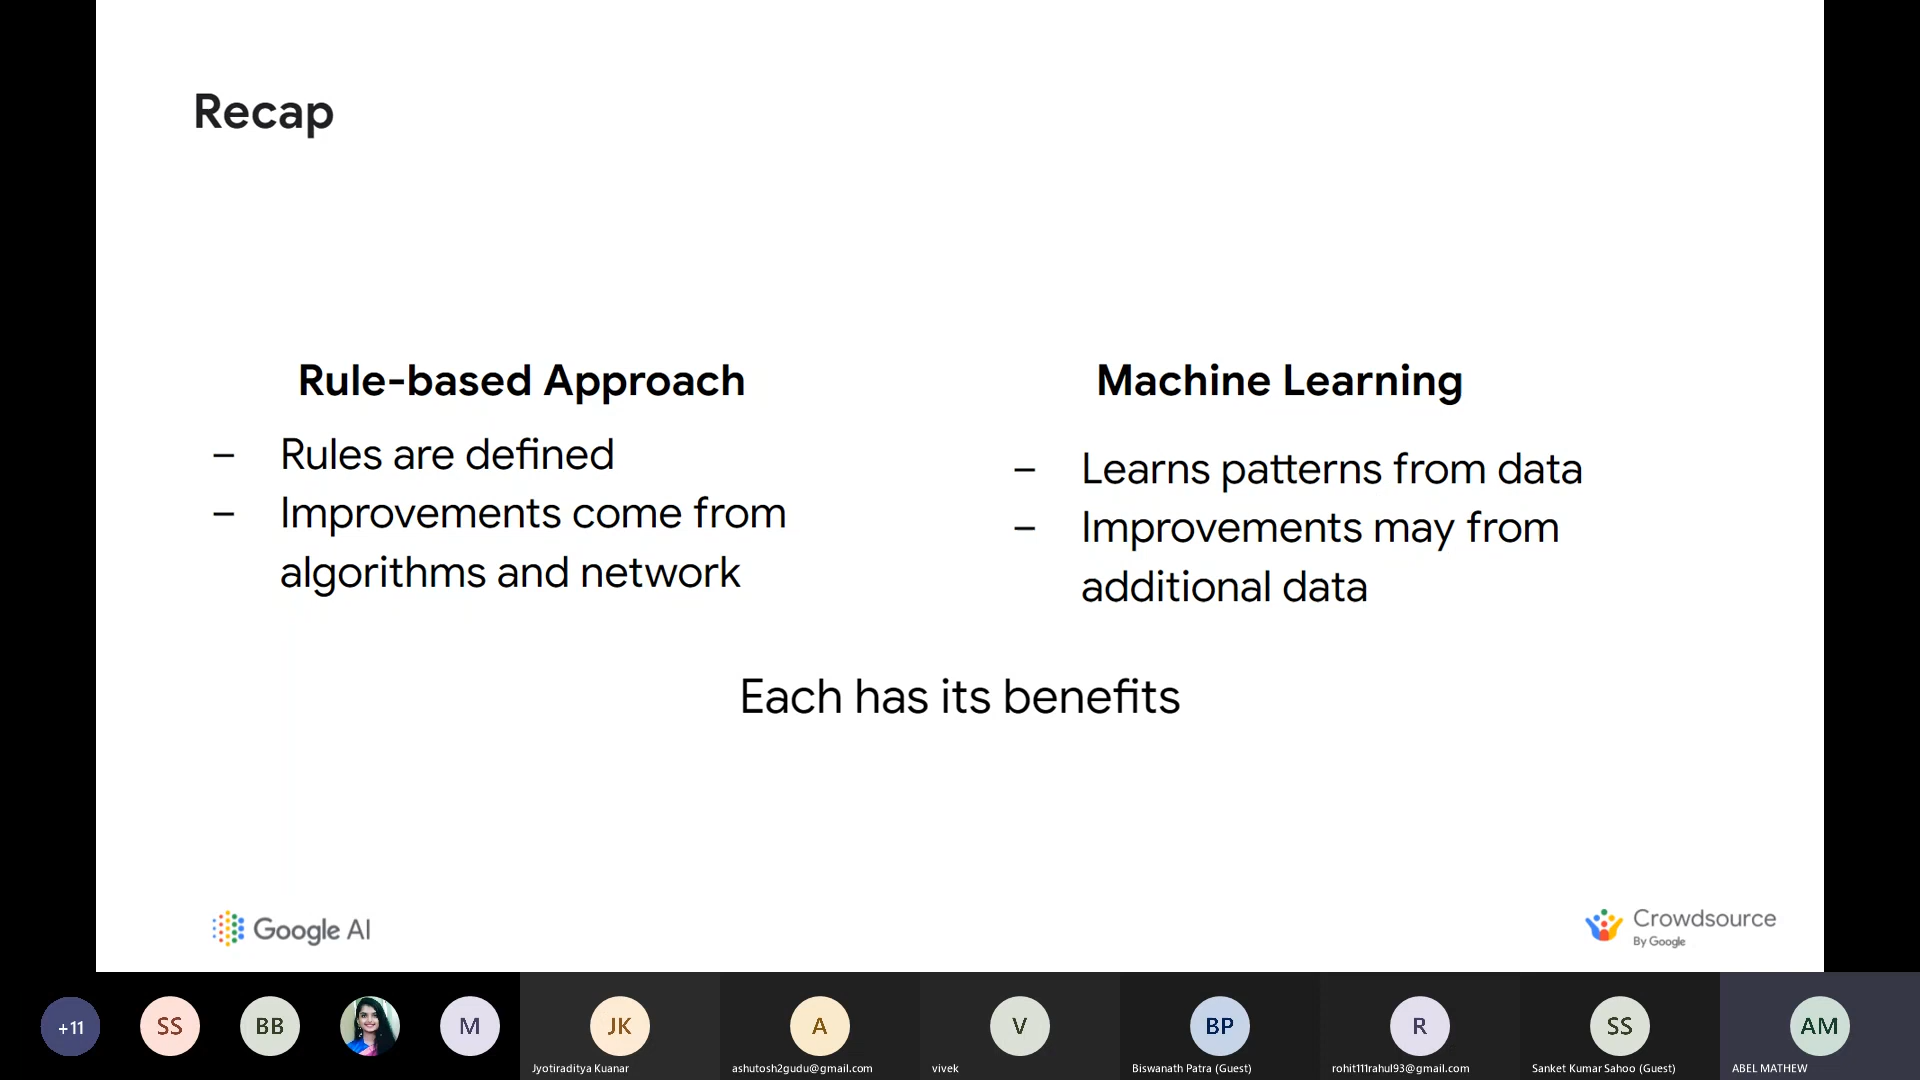 Recap
Rule-based Approach
– Rules are defined
– Improvements come from
algorithms and network
Machine Learning
– Learns patterns from data
– Improvements may from
additional data
Each has its benefits
Google AI
Crowdsource
By Google
+11
SS
BB
M
JK
Jyotiraditya Kuanar
A
ashutosh2gudu@gmail.com
V
vivek
BP
Biswanath Patra (Guest)
R
rohit111rahul93@gmail.com
SS
Sanket Kumar Sahoo (Guest)
AM
ABEL MATHEW